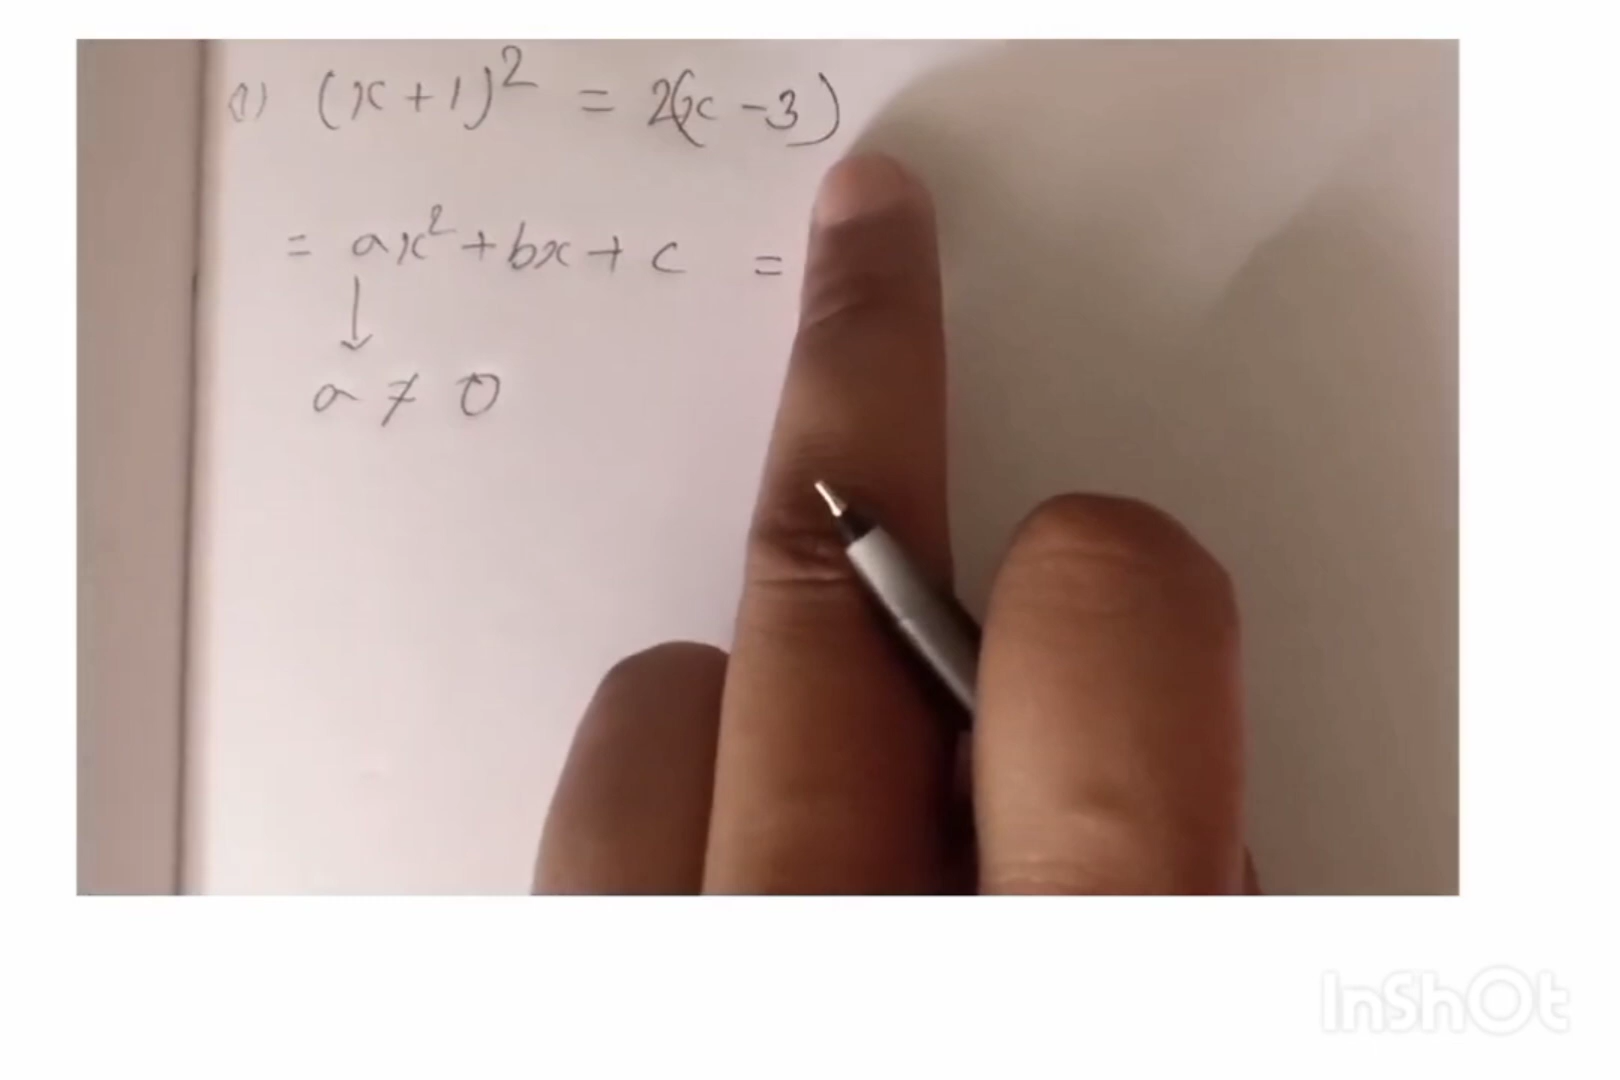 (1) (x+1)² = 2(x-3)
= ax²+bx+c =
↓
a ≠ 0
InShOt